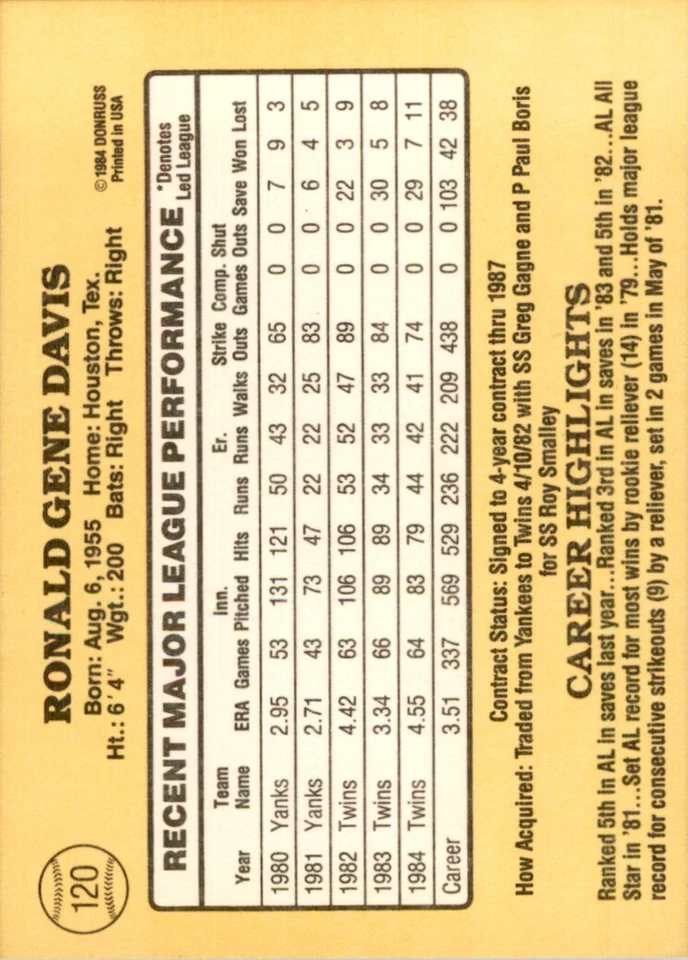 120
RONALD GENE DAVIS
Born: Aug. 6, 1955 Home: Houston, Tex.
Ht.: 6'4" Wgt.: 200 Bats: Right Throws: Right
© 1984 DONRUSS
Printed in USA
RECENT MAJOR LEAGUE PERFORMANCE
*Denotes
Led League
Team Inn. Er. Strike Comp. Shut
Year Name ERA Games Pitched Hits Runs Runs Walks Outs Games Outs Save Won Lost
1980 Yanks 2.95 53 131 121 50 43 32 65 0 0 7 9 3
1981 Yanks 2.71 43 73 47 22 22 25 83 0 0 6 4 5
1982 Twins 4.42 63 106 106 53 52 47 89 0 0 22 3 9
1983 Twins 3.34 66 89 89 34 33 33 84 0 0 30 5 8
1984 Twins 4.55 64 83 79 44 42 41 74 0 0 29 7 11
Career 3.51 337 569 529 236 222 209 438 0 0 103 42 38
Contract Status: Signed to 4-year contract thru 1987
How Acquired: Traded from Yankees to Twins 4/10/82 with SS Greg Gagne and P Paul Boris
for SS Roy Smalley
CAREER HIGHLIGHTS
Ranked 5th in AL in saves last year...Ranked 3rd in AL in saves in '83 and 5th in '82...AL All
Star in '81...Set AL record for most wins by rookie reliever (14) in '79...Holds major league
record for consecutive strikeouts (9) by a reliever, set in 2 games in May of '81.